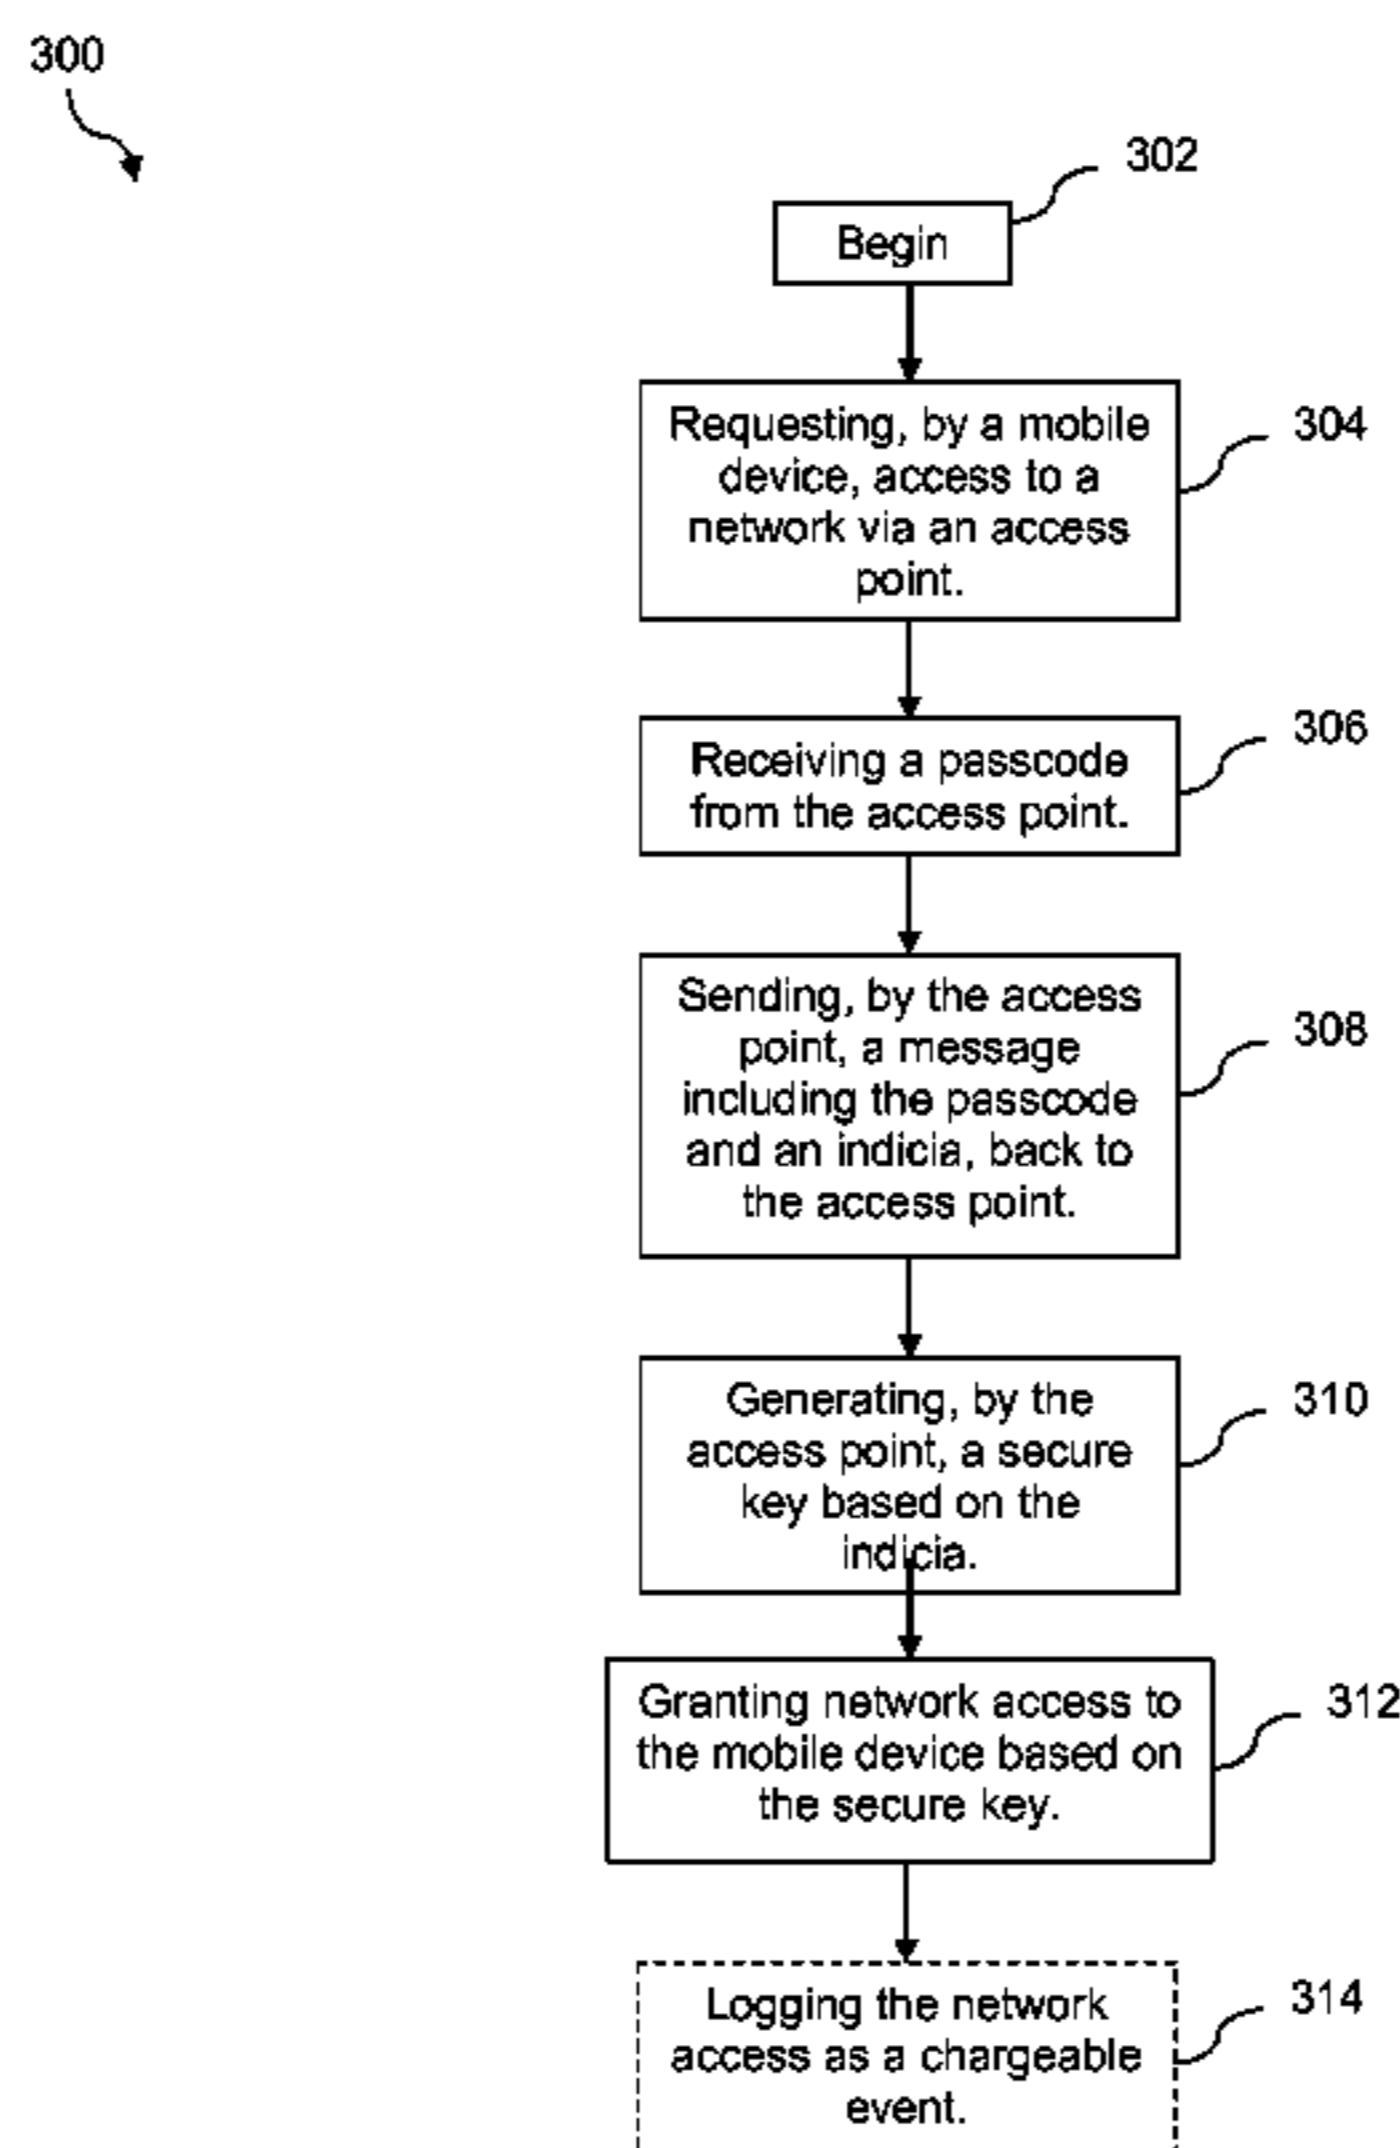 300
302
Begin
Requesting, by a mobile
device, access to a
network via an access
point.
304
Receiving a passcode
from the access point.
306
Sending, by the access
point, a message
including the passcode
and an indicia, back to
the access point.
308
Generating, by the
access point, a secure
key based on the
indicia.
310
Granting network access to
the mobile device based on
the secure key.
312
Logging the network
access as a chargeable
event.
314